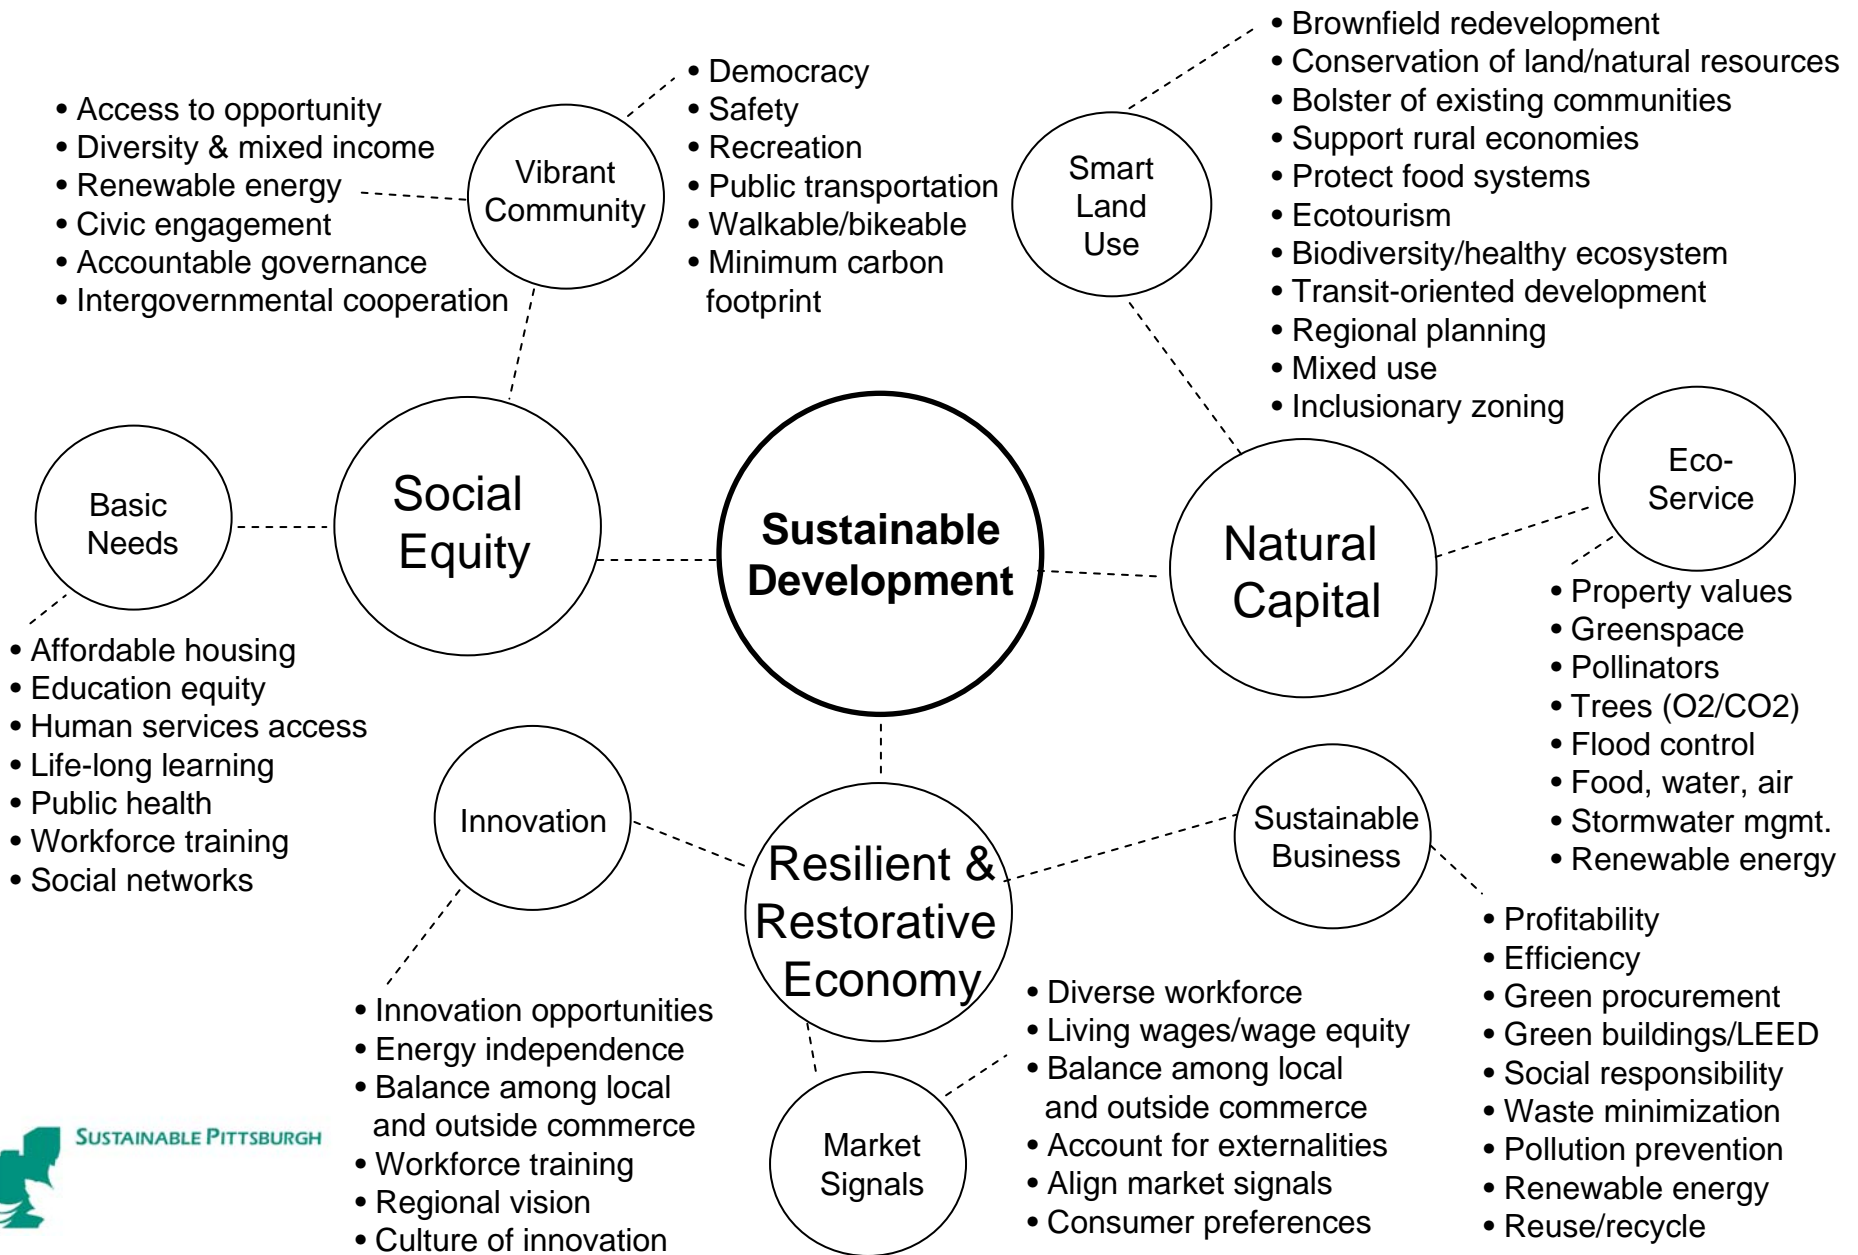 • Brownfield redevelopment
• Conservation of land/natural resources
• Bolster of existing communities
• Support rural economies
• Protect food systems
• Ecotourism
• Biodiversity/healthy ecosystem
• Transit-oriented development
• Regional planning
• Mixed use
• Inclusionary zoning
• Democracy
• Safety
• Recreation
• Public transportation
• Walkable/bikeable
• Minimum carbon
footprint
• Access to opportunity
• Diversity & mixed income
• Renewable energy
• Civic engagement
• Accountable governance
• Intergovernmental cooperation
Vibrant
Community
Smart
Land
Use
Basic
Needs
Social
Equity
Sustainable
Development
Natural
Capital
Eco-
Service
• Affordable housing
• Education equity
• Human services access
• Life-long learning
• Public health
• Workforce training
• Social networks
• Property values
• Greenspace
• Pollinators
• Trees (O2/CO2)
• Flood control
• Food, water, air
• Stormwater mgmt.
• Renewable energy
Innovation
Resilient &
Restorative
Economy
Sustainable
Business
• Innovation opportunities
• Energy independence
• Balance among local
and outside commerce
• Workforce training
• Regional vision
• Culture of innovation
Market
Signals
• Diverse workforce
• Living wages/wage equity
• Balance among local
and outside commerce
• Account for externalities
• Align market signals
• Consumer preferences
• Profitability
• Efficiency
• Green procurement
• Green buildings/LEED
• Social responsibility
• Waste minimization
• Pollution prevention
• Renewable energy
• Reuse/recycle
SUSTAINABLE PITTSBURGH